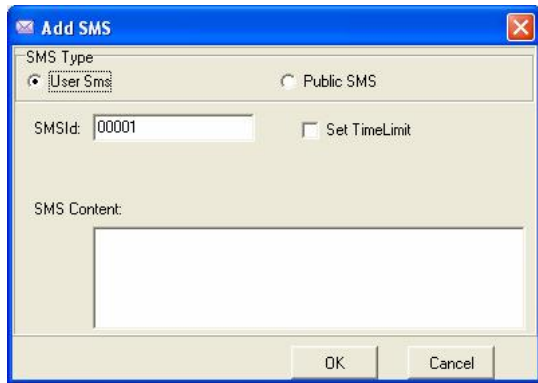 Add SMS
SMS Type
User Sms Public SMS
SMSId: 00001 Set TimeLimit
SMS Content:
OK Cancel